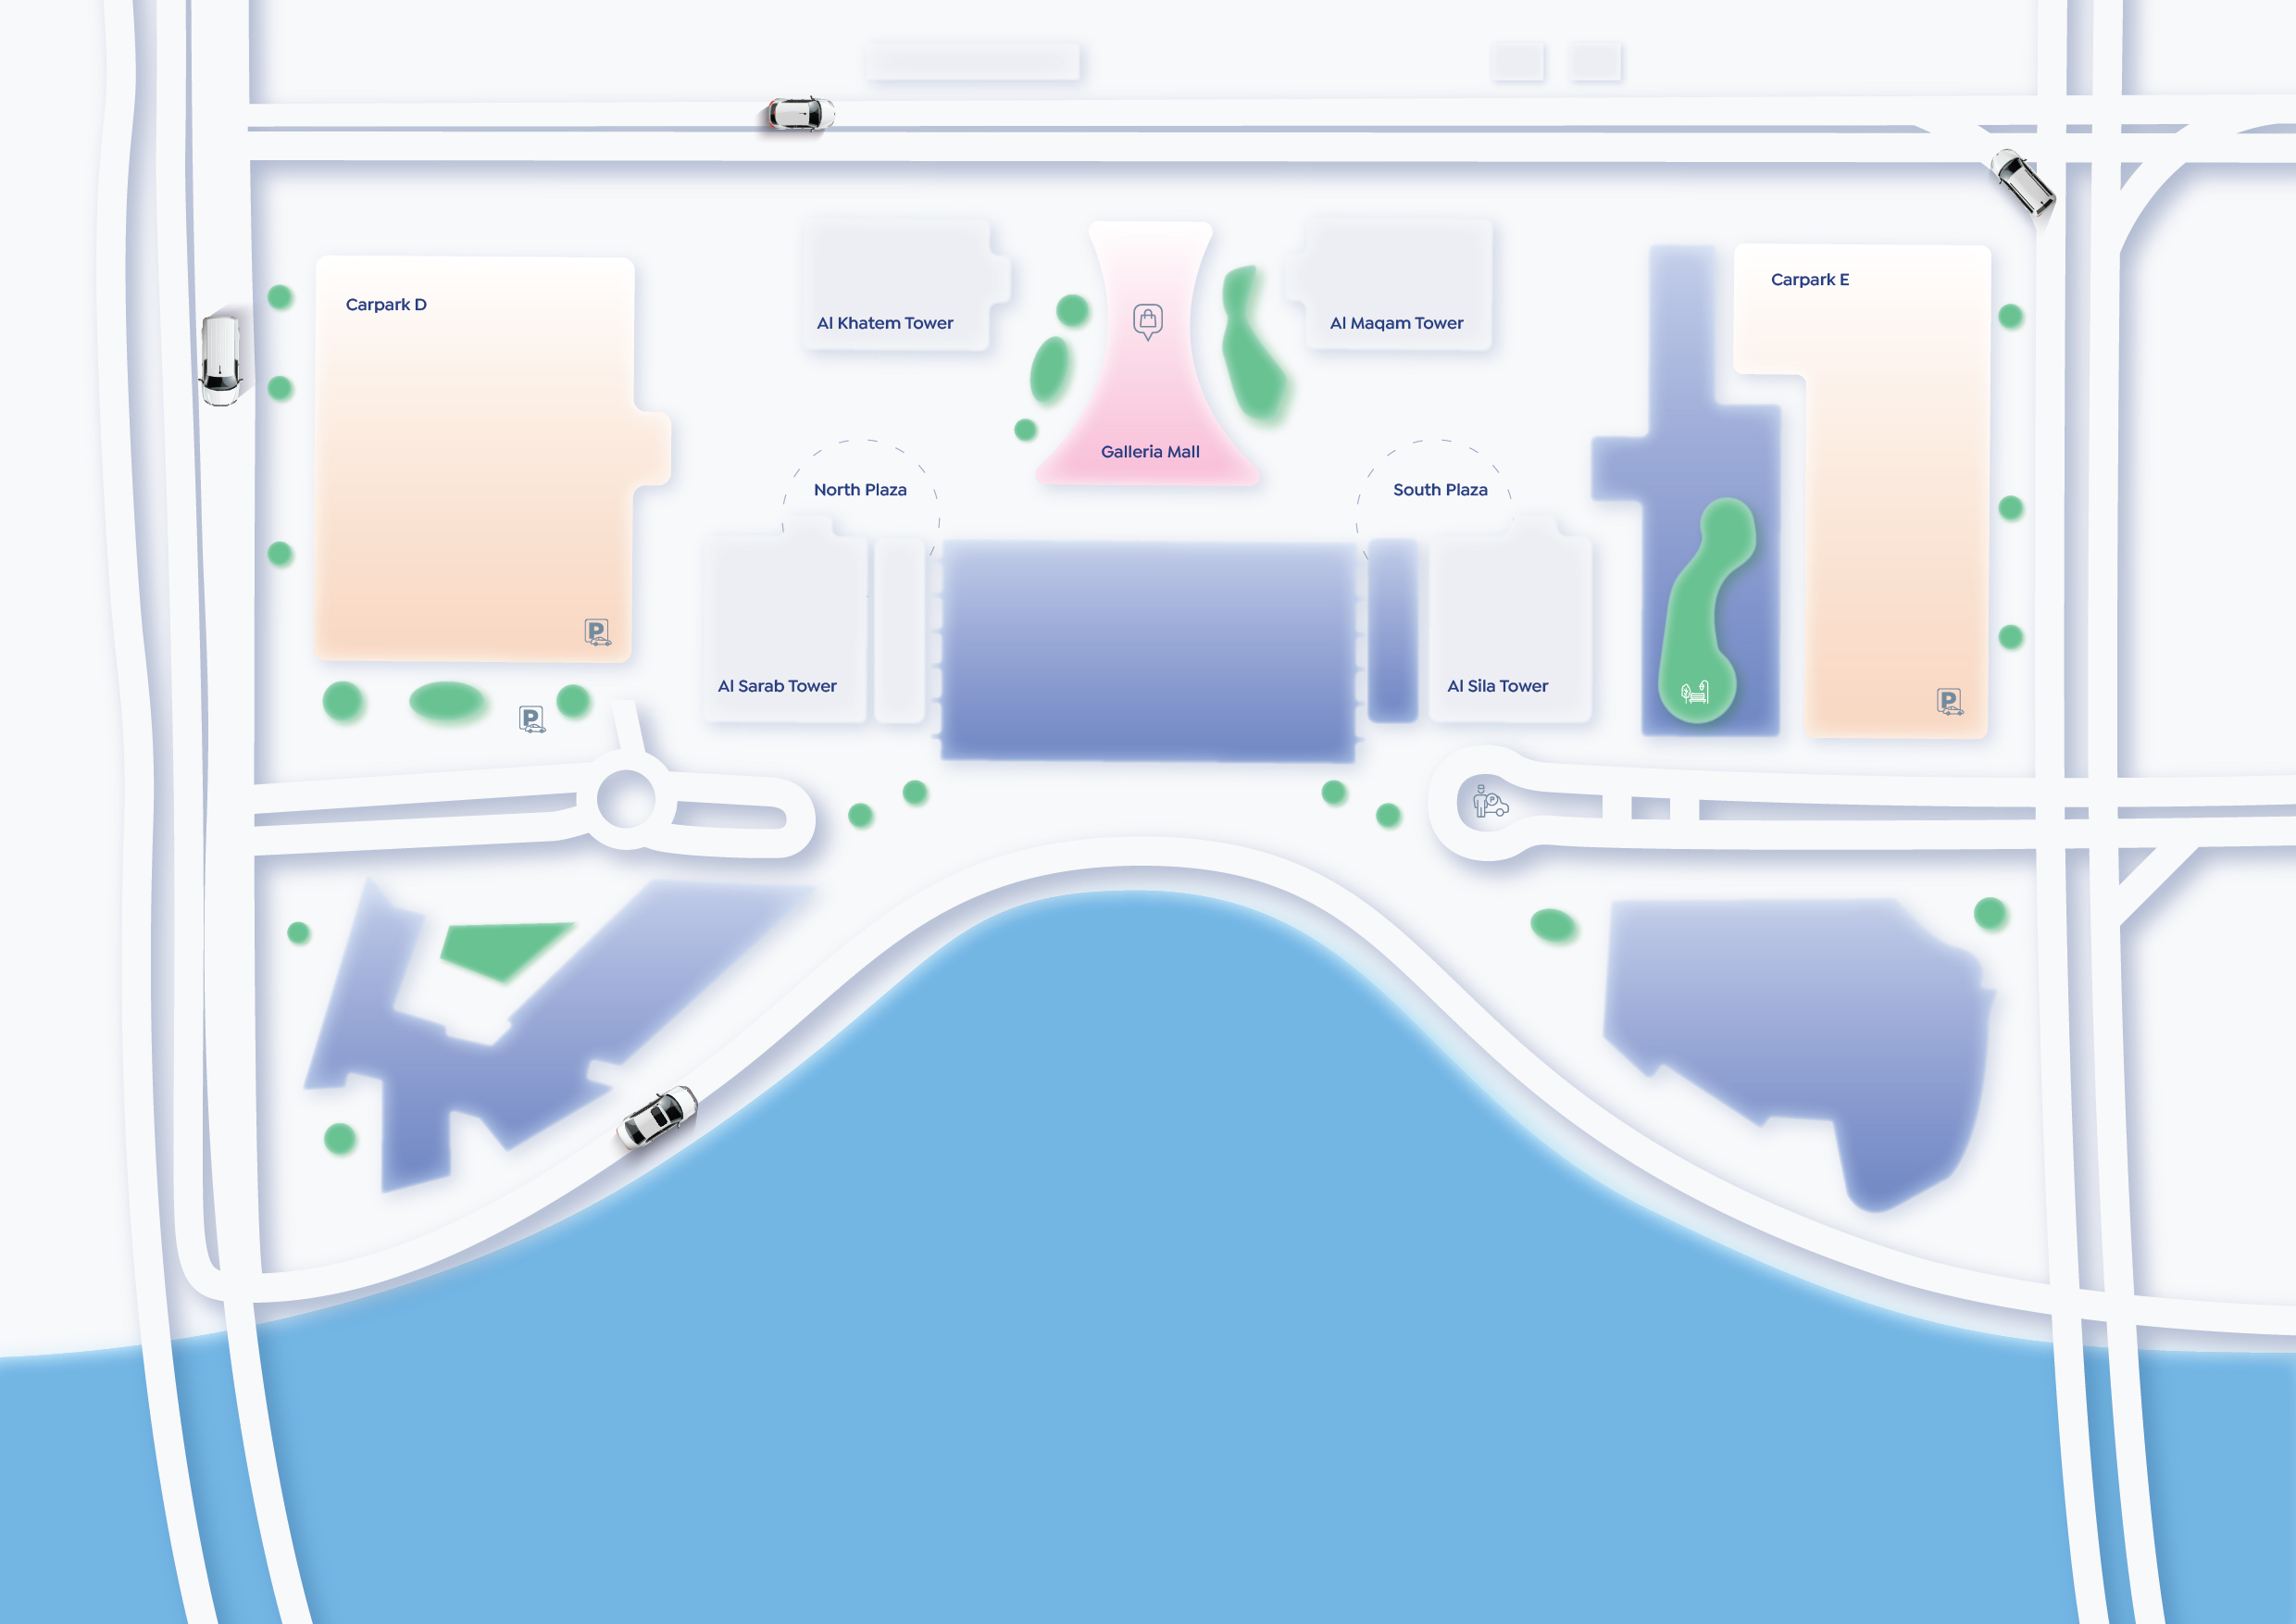 Carpark E
Carpark D
Al Khatem Tower
Al Maqam Tower
Galleria Mall
North Plaza
South Plaza
P
Al Sarab Tower
Al Sila Tower
P
P
P